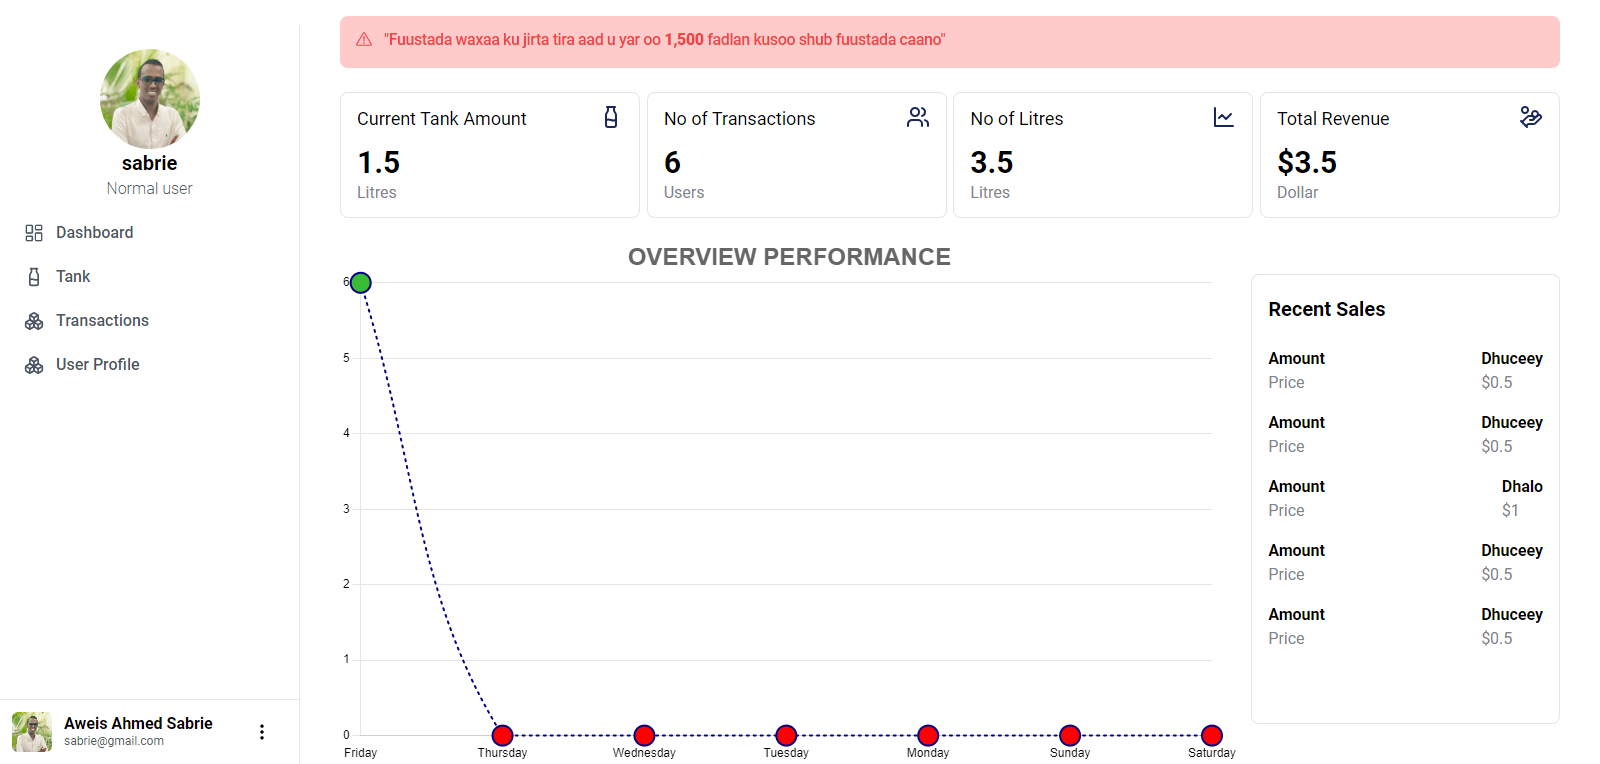 sabrie
Normal user
Dashboard
Tank
Transactions
User Profile
Aweis Ahmed Sabrie
sabrie@gmail.com
"Fuustada waxaa ku jirta tira aad u yar oo 1,500 fadlan kusoo shub fuustada caano"
Current Tank Amount
1.5
Litres
No of Transactions
6
Users
No of Litres
3.5
Litres
Total Revenue
$3.5
Dollar
OVERVIEW PERFORMANCE
6
5
4
3
2
1
0
Friday Thursday Wednesday Tuesday Monday Sunday Saturday
Recent Sales
Amount Dhuceey
Price $0.5
Amount Dhuceey
Price $0.5
Amount Dhalo
Price $1
Amount Dhuceey
Price $0.5
Amount Dhuceey
Price $0.5